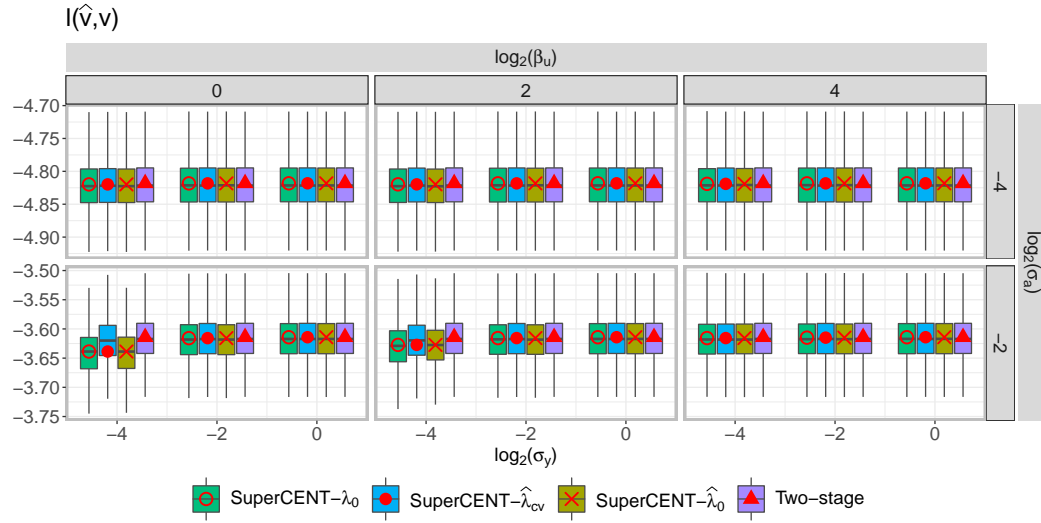 l(v̂,v)
log₂(βᵤ)
0 2 4
−4.70
−4.75
−4.80
−4.85
−4.90
−4
−3.50
−3.55
−3.60
−3.65
−3.70
−3.75
−2
log₂(σₐ)
−4 −2 0 −4 −2 0 −4 −2 0
log₂(σᵧ)
SuperCENT−λ₀ SuperCENT−λ̂cv SuperCENT−λ̂₀ Two−stage